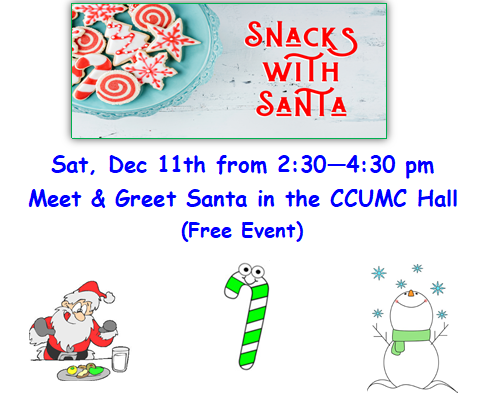 SNACKS
WITH
SANTA
Sat, Dec 11th from 2:30—4:30 pm
Meet & Greet Santa in the CCUMC Hall
(Free Event)